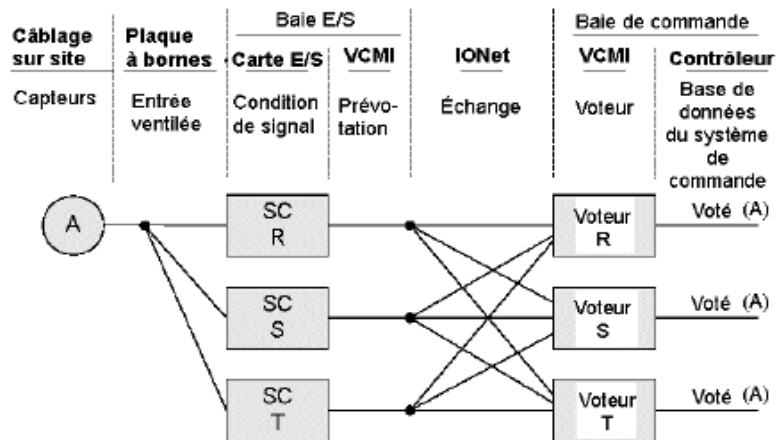 Baie E/S
Baie de commande
Câblage
sur site
Plaque
à bornes
Carte E/S
VCMI
IONet
VCMI
Contrôleur
Capteurs
Entrée
ventilée
Condition
de signal
Prévo-
tation
Échange
Voteur
Base de
données
du système
de
commande
A
SC
R
Voteur
R
Voté (A)
SC
S
Voteur
S
Voté (A)
SC
T
Voteur
T
Voté (A)